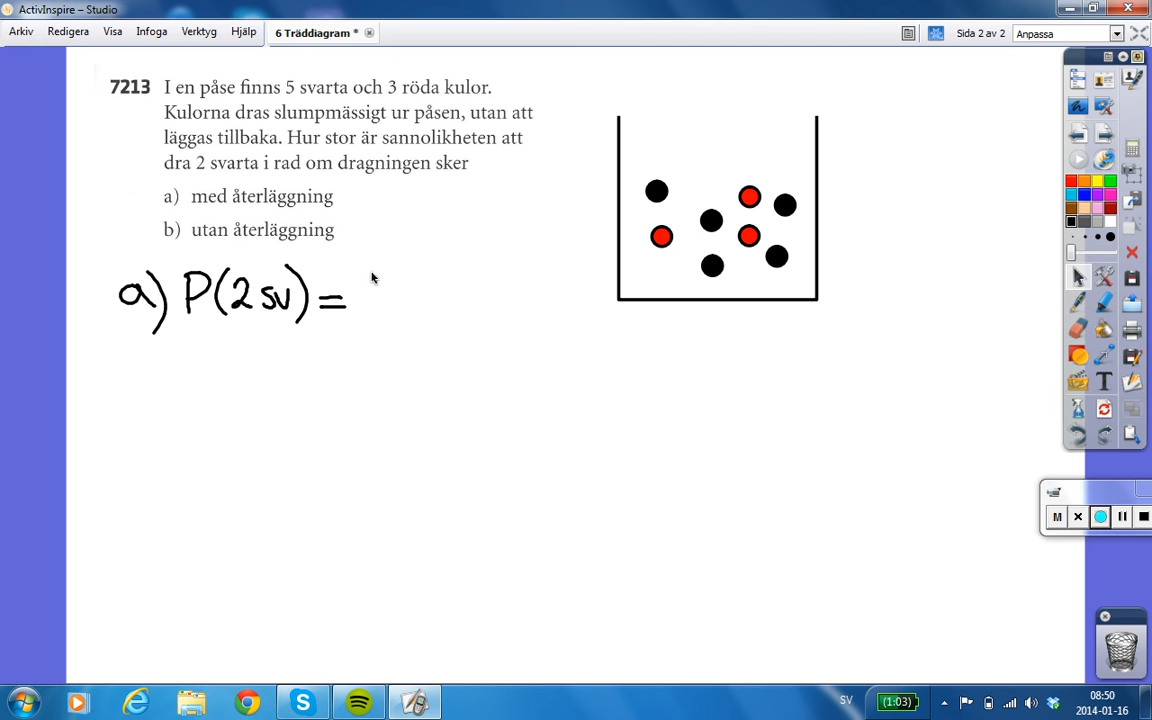 ActivInspire – Studio
Arkiv Redigera Visa Infoga Verktyg Hjälp 6 Träddiagram * Sida 2 av 2 Anpassa
7213 I en påse finns 5 svarta och 3 röda kulor.
Kulorna dras slumpmässigt ur påsen, utan att
läggas tillbaka. Hur stor är sannolikheten att
dra 2 svarta i rad om dragningen sker
a) med återläggning
b) utan återläggning
a) P(2 sv) =
M
SV (1:03) 08:50
2014-01-16